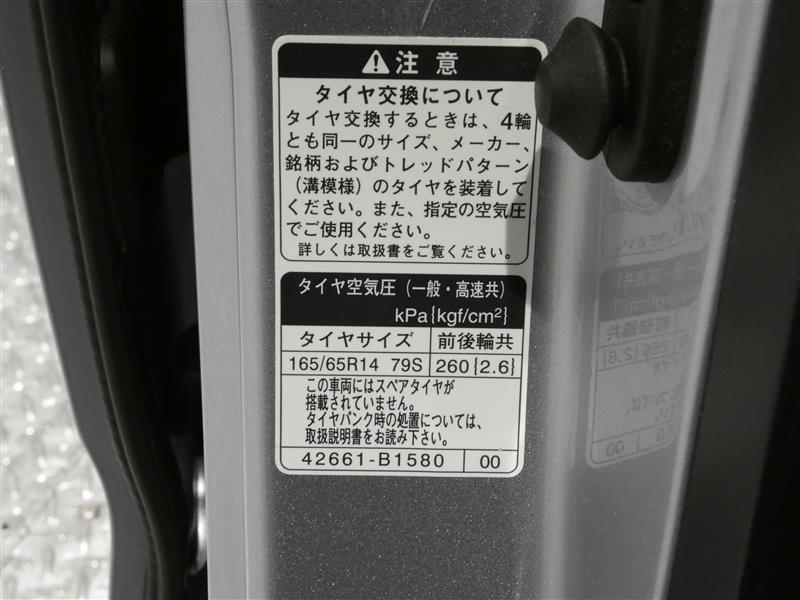 注意
タイヤ交換について
タイヤ交換するときは、4輪
とも同一のサイズ、メーカー、
銘柄およびトレッドパターン
（溝模様）のタイヤを装着して
ください。また、指定の空気圧
でご使用ください。
詳しくは取扱書をご覧ください。
タイヤ空気圧（一般・高速共）
kPa{kgf/cm²}
タイヤサイズ 前後輪共
165/65R14 79S 260{2.6}
この車両にはスペアタイヤが
搭載されていません。
タイヤパンク時の処置については、
取扱説明書をお読み下さい。
42661-B1580 00